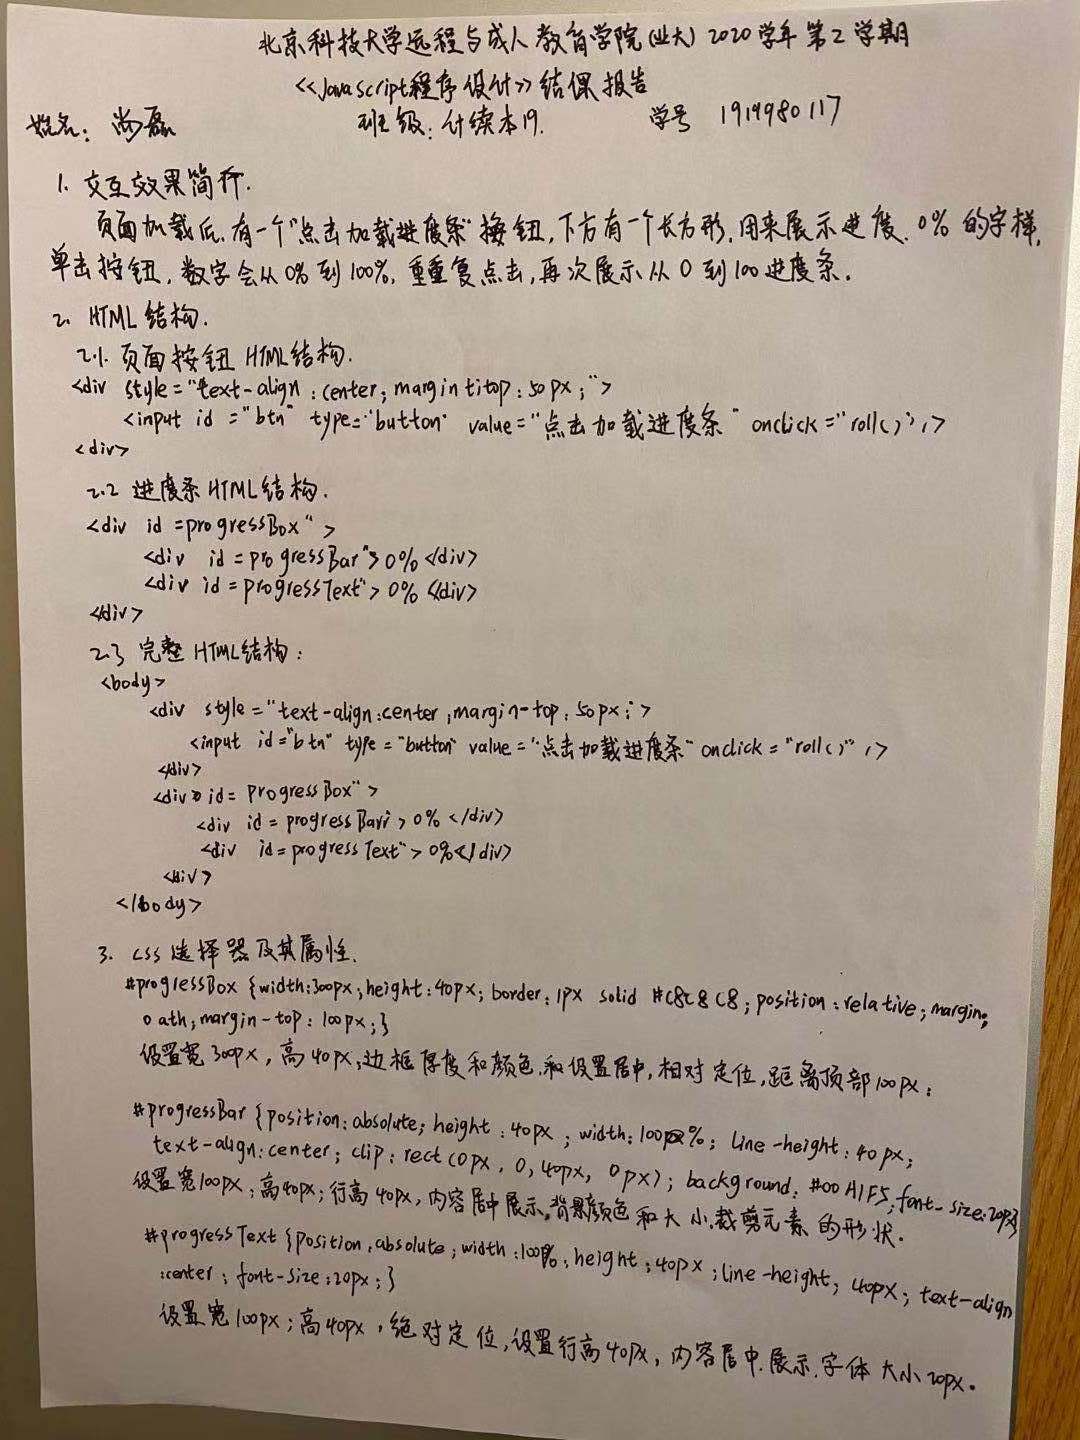 北京科技大学远程与成人教育学院(业大) 2020学年 第2学期
<<Javascript程序设计>> 结课报告
姓名: 尚磊 班级: 计续本19. 学号 1919980117
1. 交互效果简介.
页面加载后, 有一个"点击加载进度条" 按钮, 下方有一个长方形, 用来展示进度. 0% 的字样,
单击按钮, 数字会从0% 到100%, 重重复点击, 再次展示从 0 到100 进度条.
2. HTML 结构.
2.1. 页面按钮 HTML结构.
<div style="text-align:center; margin titop:50px;">
<input id ="btn" type="button" value="点击加载进度条" onclick="roll()" />
<div>
2.2 进度条 HTML结构.
<div id =progressBox" >
<div id =progressBar">0%</div>
<div id =progressText">0%</div>
</div>
2.3 完整 HTML结构:
<body>
<div style="text-align:center,margin-top:50px;>
<input id="btn" type="button" value="点击加载进度条" onclick="roll()" />
</div>
<div id= progressBox">
<div id=progressBar">0%</div>
<div id=progressText">0%</div>
</div>
</body>
3. css 选择器及其属性.
#progressBox {width:300px;height:40px; border:1px solid #C8C8C8; position:relative; margin:
0 ath;margin-top:100px;}
设置宽300px, 高40px,边框厚度和颜色.和设置居中,相对定位,距离顶部100px;
#progressBar {position:absolute; height:40px; width:100%; line-height:40px;
text-align:center; clip:rect(0px, 0, 40px, 0px); background:#00A1F5;font-size:20px}
设置宽100px;高40px;行高40px,内容居中展示。背景颜色和大小,裁剪元素的形状.
#progressText {position:absolute;width:100%;height:40px;line-height:40px; text-align
:center; font-size:20px;}
设置宽100px;高40px,绝对定位,设置行高40px,内容居中.展示.字体大小20px。